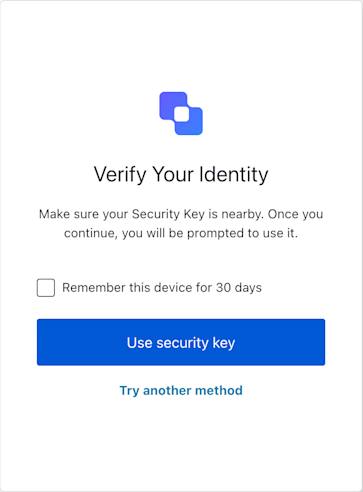 Verify Your Identity
Make sure your Security Key is nearby. Once you
continue, you will be prompted to use it.
Remember this device for 30 days
Use security key
Try another method